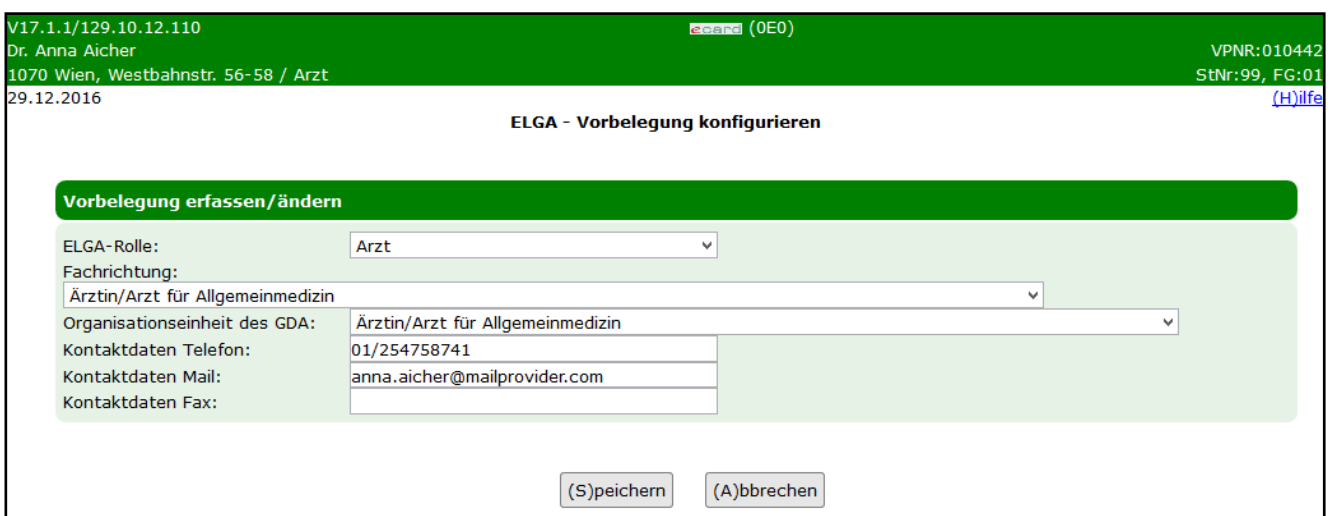 V17.1.1/129.10.12.110 ecard (0E0)
Dr. Anna Aicher VPNR:010442
1070 Wien, Westbahnstr. 56-58 / Arzt StNr:99, FG:01
29.12.2016 (H)ilfe
ELGA - Vorbelegung konfigurieren
Vorbelegung erfassen/ändern
ELGA-Rolle: Arzt
Fachrichtung:
Ärztin/Arzt für Allgemeinmedizin
Organisationseinheit des GDA: Ärztin/Arzt für Allgemeinmedizin
Kontaktdaten Telefon: 01/254758741
Kontaktdaten Mail: anna.aicher@mailprovider.com
Kontaktdaten Fax:
(S)peichern (A)bbrechen